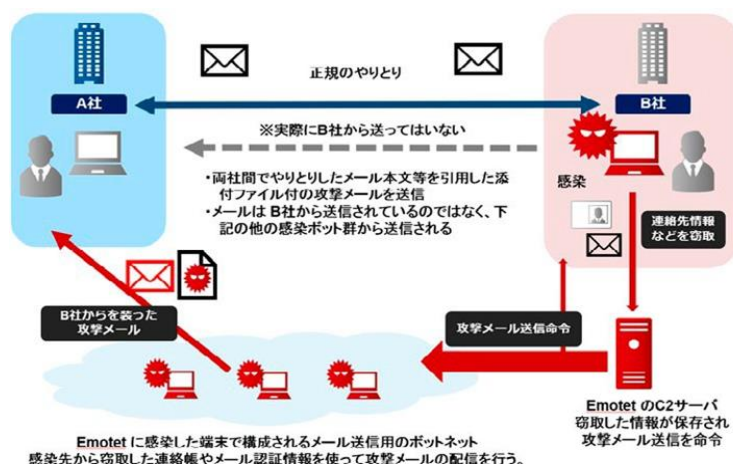 正規のやりとり
A社
B社
※実際にB社から送ってはいない
・両社間でやりとりしたメール本文等を引用した添
付ファイル付の攻撃メールを送信
・メールは B社から送信されているのではなく、下
記の他の感染ボット群から送信される
感染
連絡先情報
などを窃取
B社からを装った
攻撃メール
攻撃メール送信命令
Emotet のC2サーバ
窃取した情報が保存され
攻撃メール送信を命令
Emotet に感染した端末で構成されるメール送信用のボットネット
感染先から窃取した連絡帳やメール認証情報を使って攻撃メールの配信を行う。